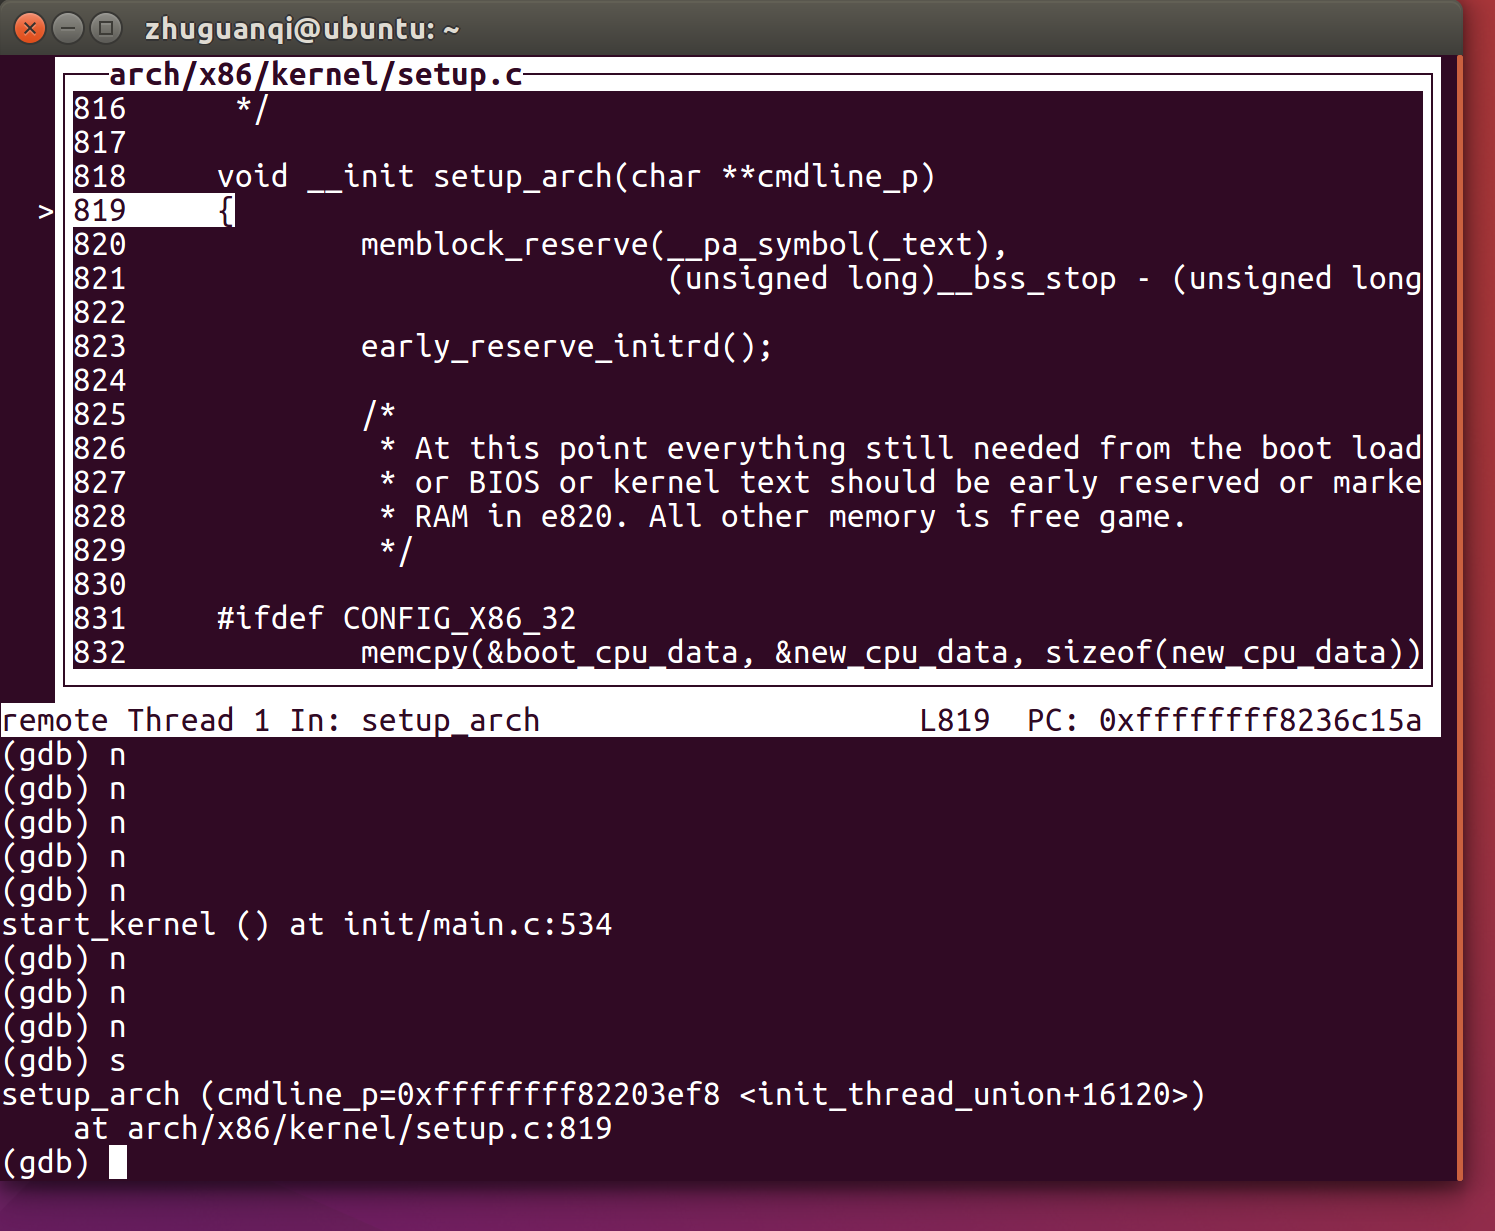 zhuguanqi@ubuntu: ~
arch/x86/kernel/setup.c
816      */
817
818     void __init setup_arch(char **cmdline_p)
> 819     {
820             memblock_reserve(__pa_symbol(_text),
821                              (unsigned long)__bss_stop - (unsigned long
822
823             early_reserve_initrd();
824
825             /*
826              * At this point everything still needed from the boot load
827              * or BIOS or kernel text should be early reserved or marke
828              * RAM in e820. All other memory is free game.
829              */
830
831     #ifdef CONFIG_X86_32
832             memcpy(&boot_cpu_data, &new_cpu_data, sizeof(new_cpu_data))
remote Thread 1 In: setup_arch                     L819  PC: 0xffffffff8236c15a
(gdb) n
(gdb) n
(gdb) n
(gdb) n
(gdb) n
start_kernel () at init/main.c:534
(gdb) n
(gdb) n
(gdb) n
(gdb) s
setup_arch (cmdline_p=0xffffffff82203ef8 <init_thread_union+16120>)
    at arch/x86/kernel/setup.c:819
(gdb)